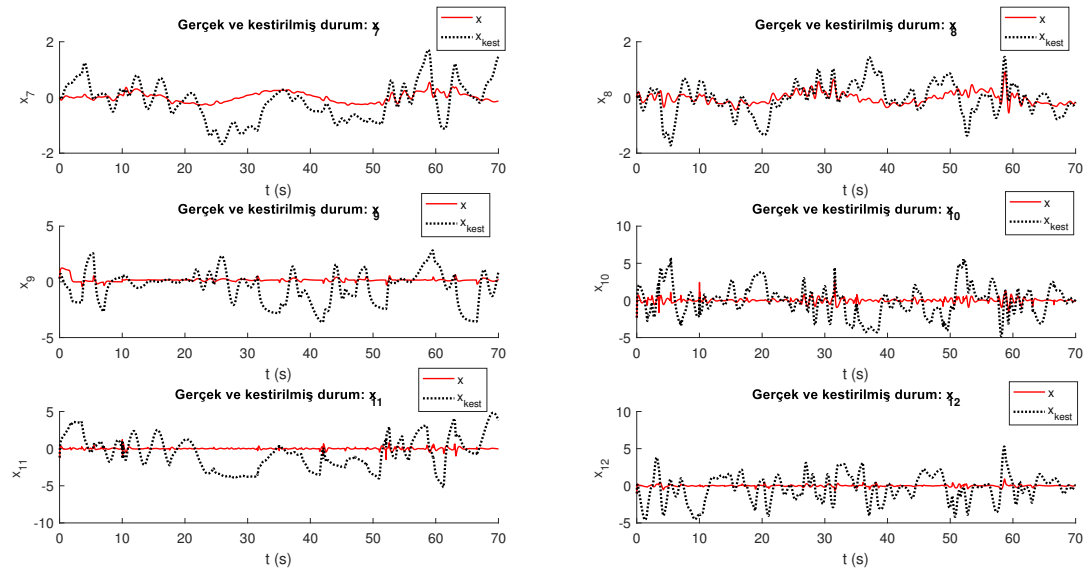 Gerçek ve kestirilmiş durum: x7
x
xkest
2
0
-2
x7
0 10 20 30 40 50 60 70
t (s)
Gerçek ve kestirilmiş durum: x8
x
xkest
2
0
-2
x8
0 10 20 30 40 50 60 70
t (s)
Gerçek ve kestirilmiş durum: x9
x
xkest
5
0
-5
x9
0 10 20 30 40 50 60 70
t (s)
Gerçek ve kestirilmiş durum: x10
x
xkest
10
5
0
-5
x10
0 10 20 30 40 50 60 70
t (s)
Gerçek ve kestirilmiş durum: x11
x
xkest
5
0
-5
-10
x11
0 10 20 30 40 50 60 70
t (s)
Gerçek ve kestirilmiş durum: x12
x
xkest
10
5
0
-5
x12
0 10 20 30 40 50 60 70
t (s)